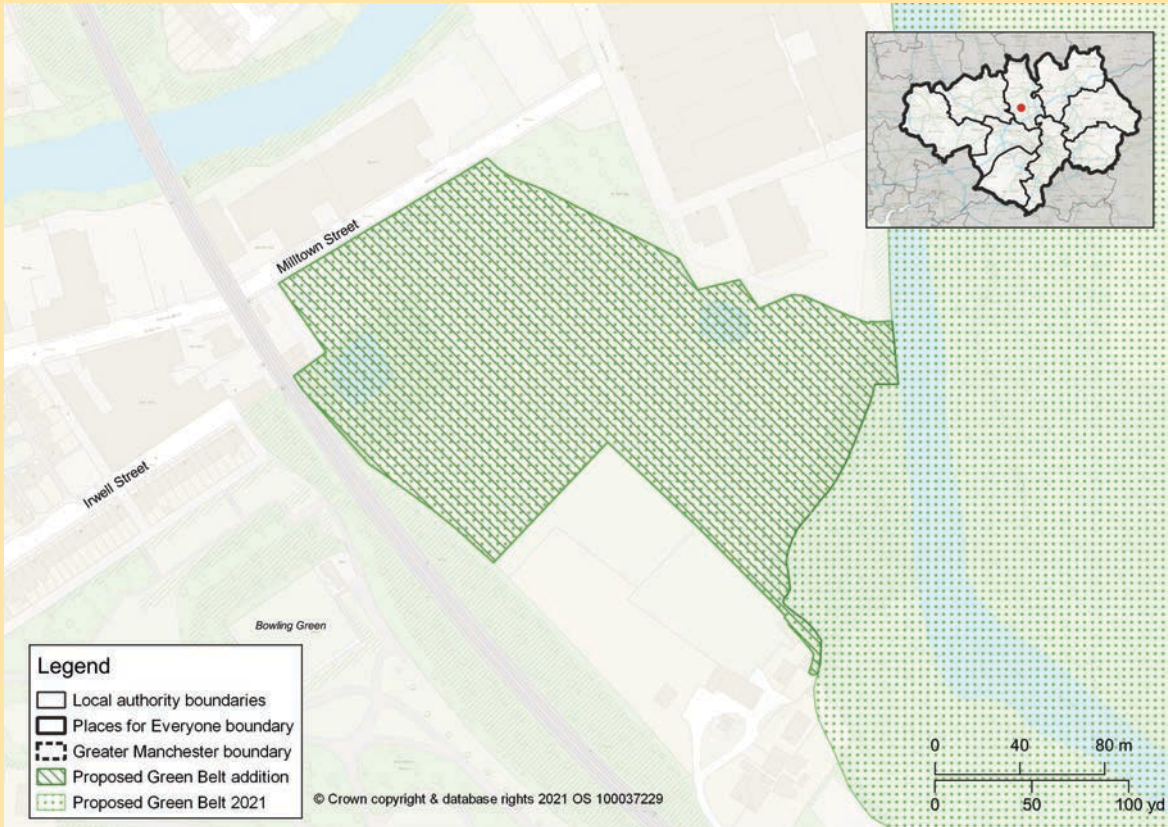 Milltown Street
Irwell Street
Bowling Green
Legend
Local authority boundaries
Places for Everyone boundary
Greater Manchester boundary
Proposed Green Belt addition
Proposed Green Belt 2021
© Crown copyright & database rights 2021 OS 100037229
0 40 80 m
0 50 100 yd